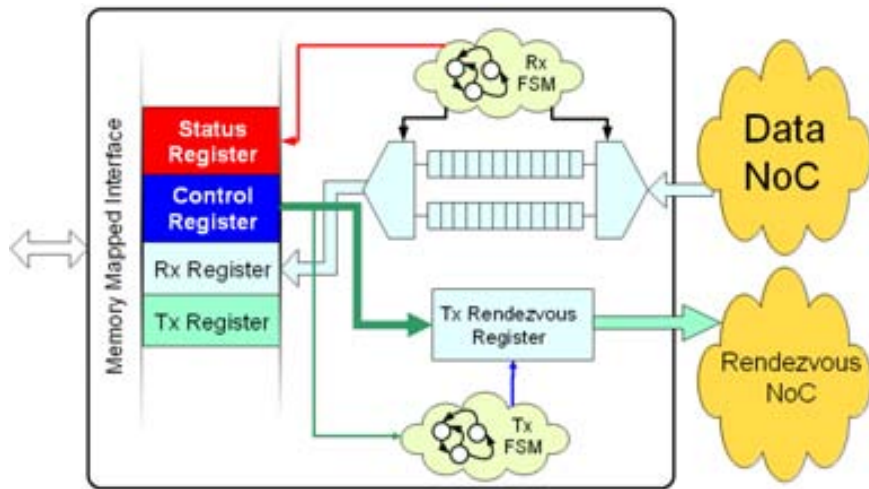 Memory Mapped Interface
Status
Register
Control
Register
Rx Register
Tx Register
Rx
FSM
Data
NoC
Tx Rendezvous
Register
Rendezvous
NoC
Tx
FSM